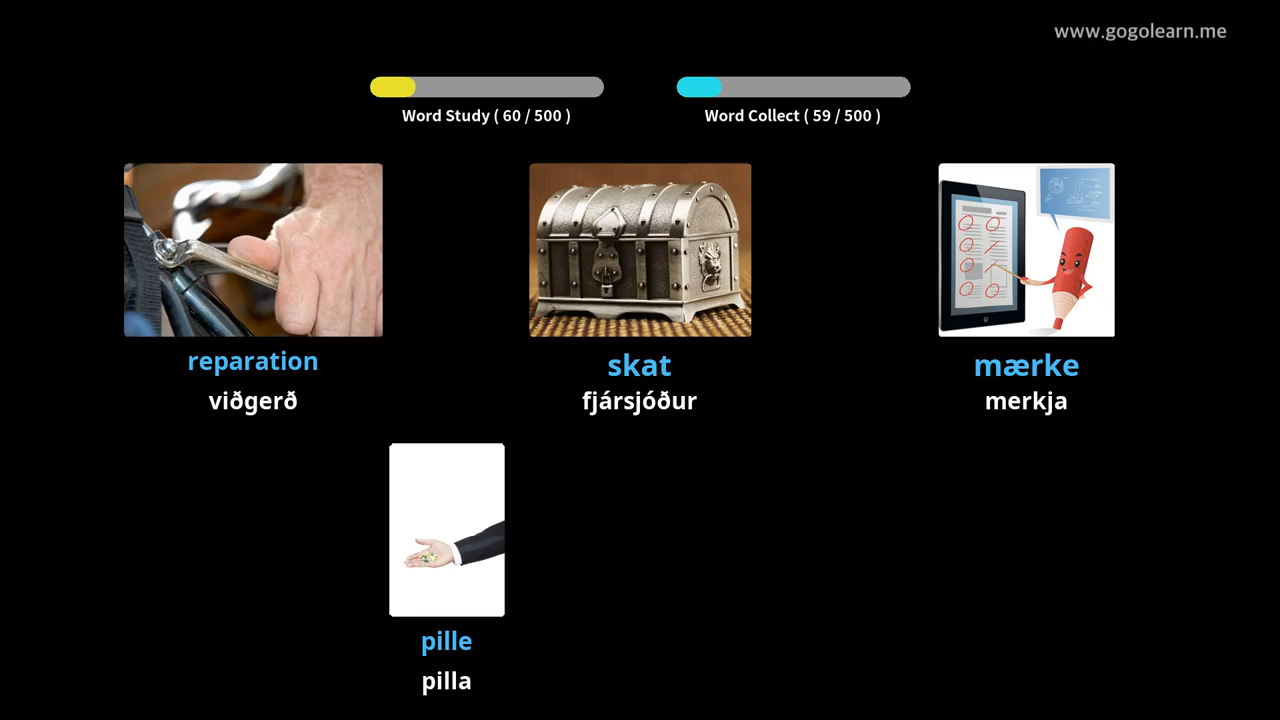 www.gogolearn.me
Word Study ( 60 / 500 )
Word Collect ( 59 / 500 )
reparation
viðgerð
skat
fjársjóður
mærke
merkja
pille
pilla